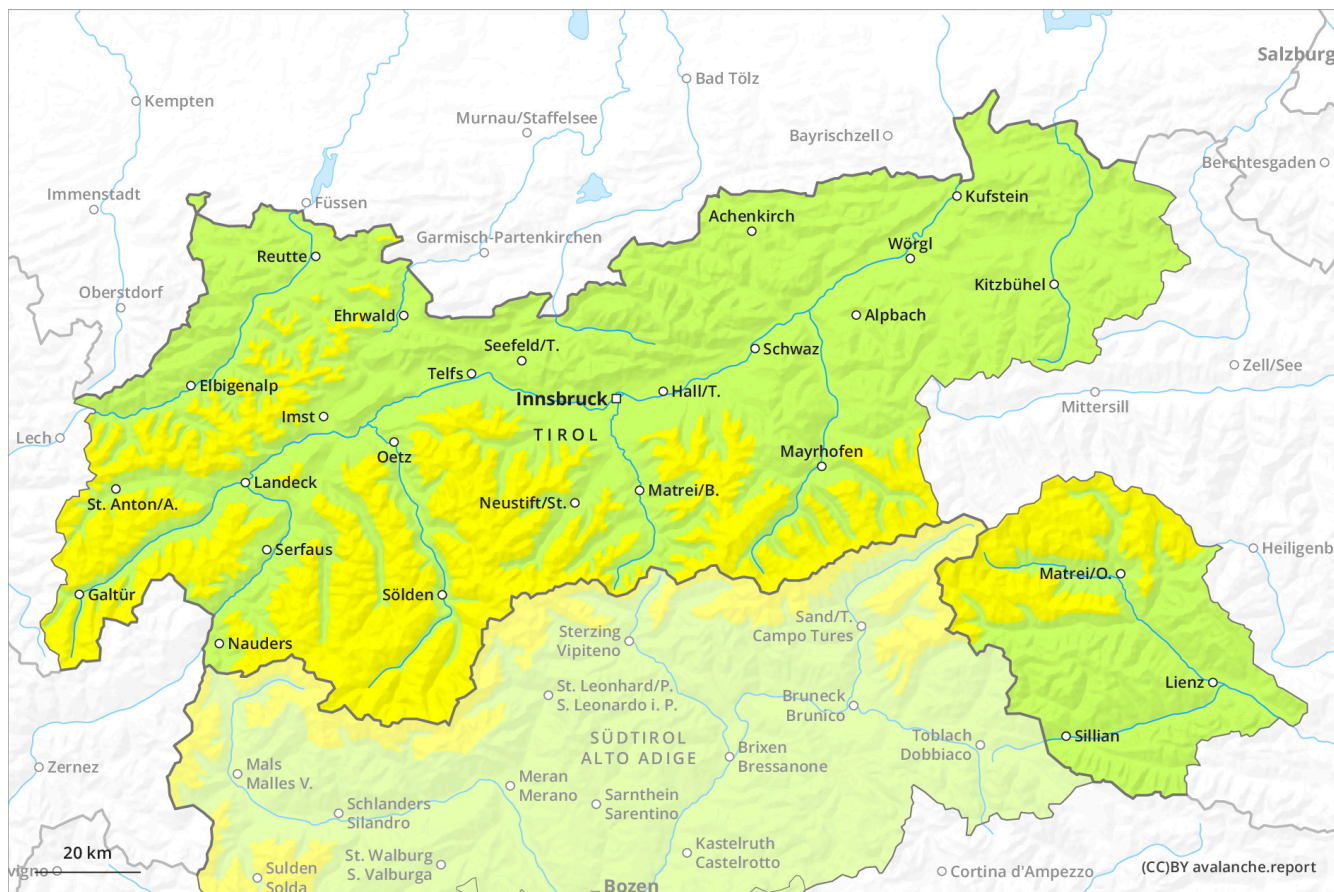 Salzburg
Bad Tölz
Kempten
Murnau/Staffelsee
Bayrischzell
Berchtesgaden
Immenstadt
Füssen
Kufstein
Achenkirch
Garmisch-Partenkirchen
Wörgl
Reutte
Kitzbühel
Oberstdorf
Ehrwald
Alpbach
Seefeld/T.
Schwaz
Zell/See
Telfs
Elbigenalp
Hall/T.
Innsbruck
Mittersill
Imst
TIROL
Lech
Mayrhofen
Oetz
Landeck
Matrei/B.
St. Anton/A.
Neustift/St.
Serfaus
Heiligenb
Matrei/O.
Galtür
Sölden
Sand/T.
Campo Tures
Sterzing
Vipiteno
Nauders
Lienz
St. Leonhard/P.
S. Leonardo i. P.
Bruneck
Brunico
SÜDTIROL
ALTO ADIGE
Toblach
Dobbiaco
Sillian
Brixen
Bressanone
Zernez
Mals
Malles V.
Meran
Merano
Sarnthein
Sarentino
Schlanders
Silandro
20 km
Kastelruth
Castelrotto
St. Walburg
S. Valburga
vigno
Sulden
Solda
Cortina d'Ampezzo
(CC)BY avalanche.report
Bozen